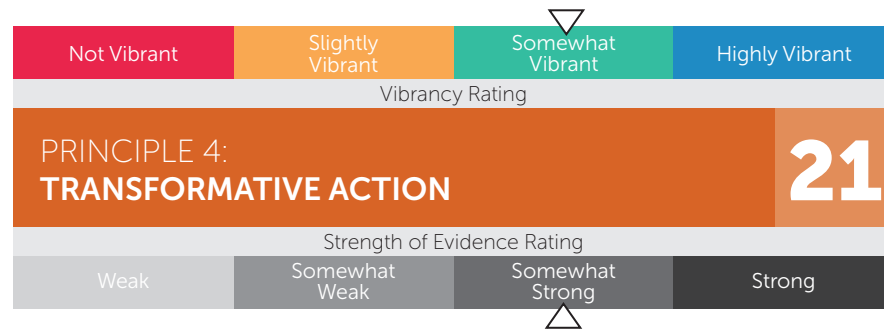 Not Vibrant
Slightly
Vibrant
Somewhat
Vibrant
Highly Vibrant
Vibrancy Rating
PRINCIPLE 4:
TRANSFORMATIVE ACTION
21
Strength of Evidence Rating
Weak
Somewhat
Weak
Somewhat
Strong
Strong